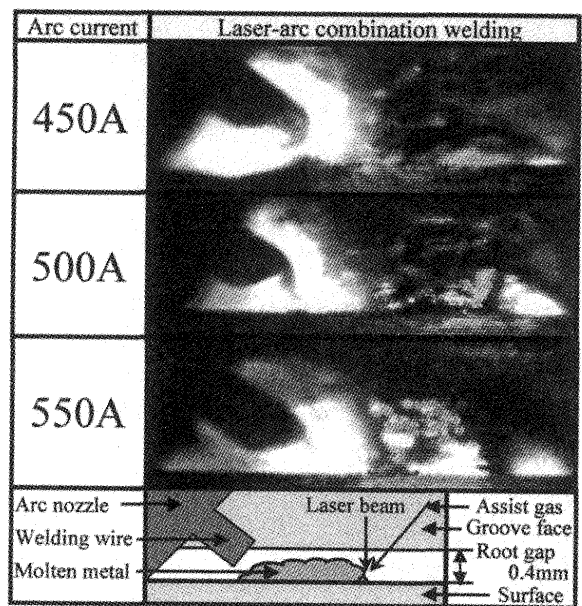 Arc current Laser-arc combination welding
450A
500A
550A
Arc nozzle
Laser beam
Assist gas
Groove face
Welding wire
Root gap
0.4mm
Molten metal
Surface